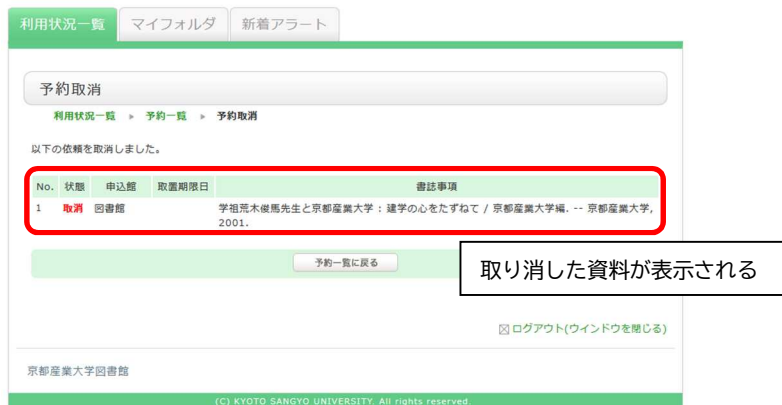 利用状況一覧 マイフォルダ 新着アラート
予約取消
利用状況一覧 ▶ 予約一覧 ▶ 予約取消
以下の依頼を取消しました。
No. 状態 申込館 取置期限日 書誌事項
1 取消 図書館 学祖荒木俊馬先生と京都産業大学 : 建学の心をたずねて / 京都産業大学編. -- 京都産業大学,
2001.
予約一覧に戻る
取り消した資料が表示される
ログアウト(ウインドウを閉じる)
京都産業大学図書館
(C) KYOTO SANGYO UNIVERSITY. All rights reserved.